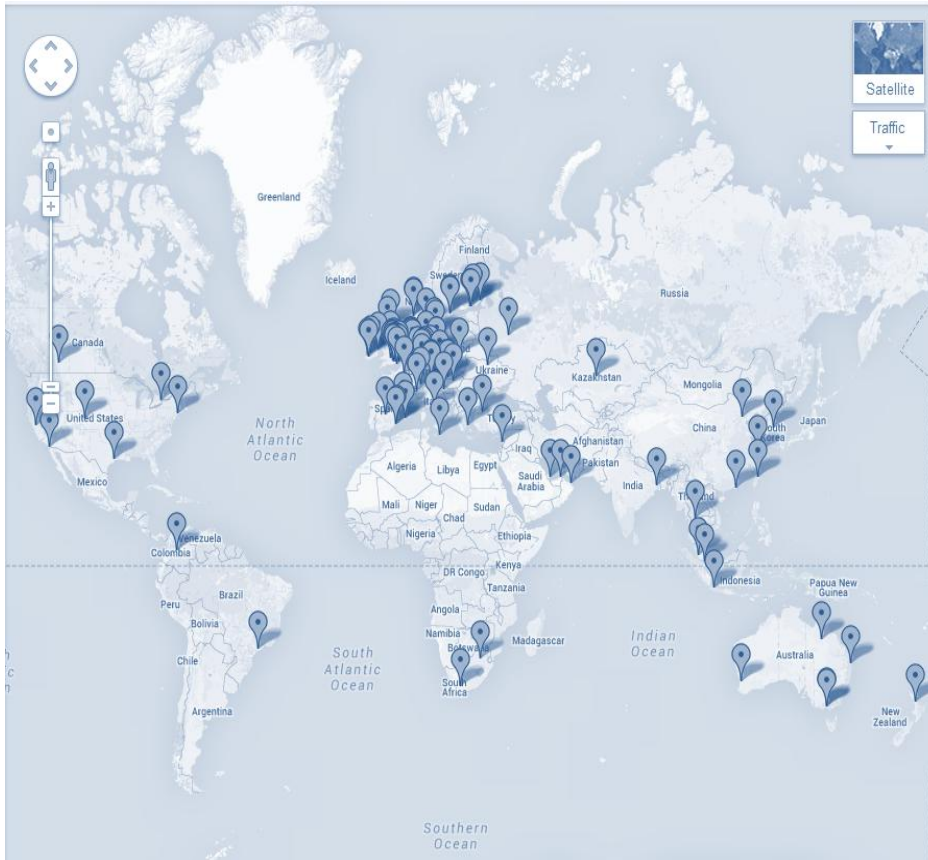 Satellite
Traffic
Greenland
Finland
Iceland
Russia
Canada
Ukraine
Kazakhstan
Mongolia
United States
North
Atlantic
Ocean
China
Japan
Iraq
Afghanistan
Algeria
Libya
Egypt
Pakistan
Mexico
Saudi
Arabia
India
Mali
Niger
Sudan
Chad
Nigeria
Ethiopia
Venezuela
Colombia
DR Congo
Kenya
Indonesia
Tanzania
Papua New
Guinea
Peru
Brazil
Angola
Bolivia
Namibia
Madagascar
Indian
Ocean
Chile
South
Atlantic
Ocean
Australia
South
Africa
Argentina
New
Zealand
Southern
Ocean